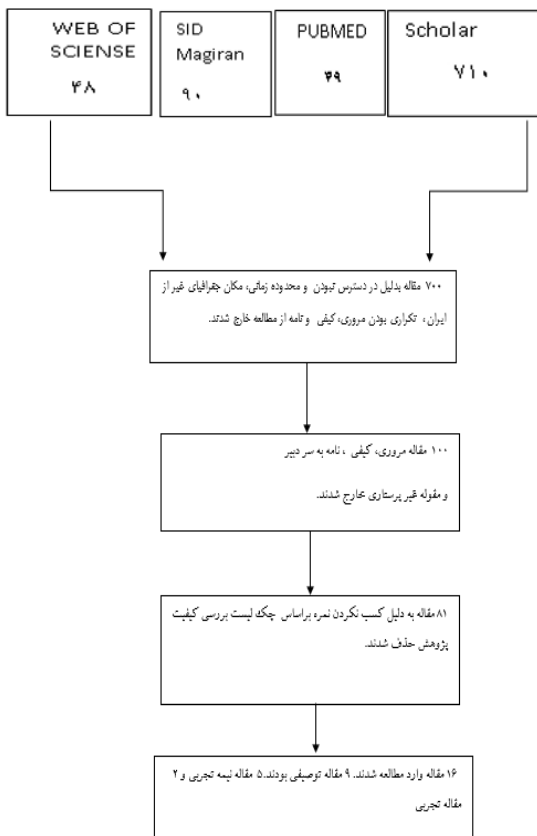 WEB OF
SCIENSE
۴۸
SID
Magiran
۹۰
PUBMED
۴۹
Scholar
۷۱۰
۷۰۰ مقاله بدلیل در دسترس نبودن و محدوده زمانی، مکان جغرافیای غیر از
ایران ، تکراری بودن مروری، کیفی و نامه از مطالعه خارج شدند.
۱۰۰ مقاله مروری، کیفی ، نامه به سر دبیر
و مقوله غیر پرستاری خارج شدند.
۸۱ مقاله به دلیل کسب نکردن نمره براساس چک لیست بررسی کیفیت
پژوهش حذف شدند.
۱۶ مقاله وارد مطالعه شدند. ۹ مقاله توصیفی بودند.۵ مقاله نیمه تجربی و ۲
مقاله تجربی